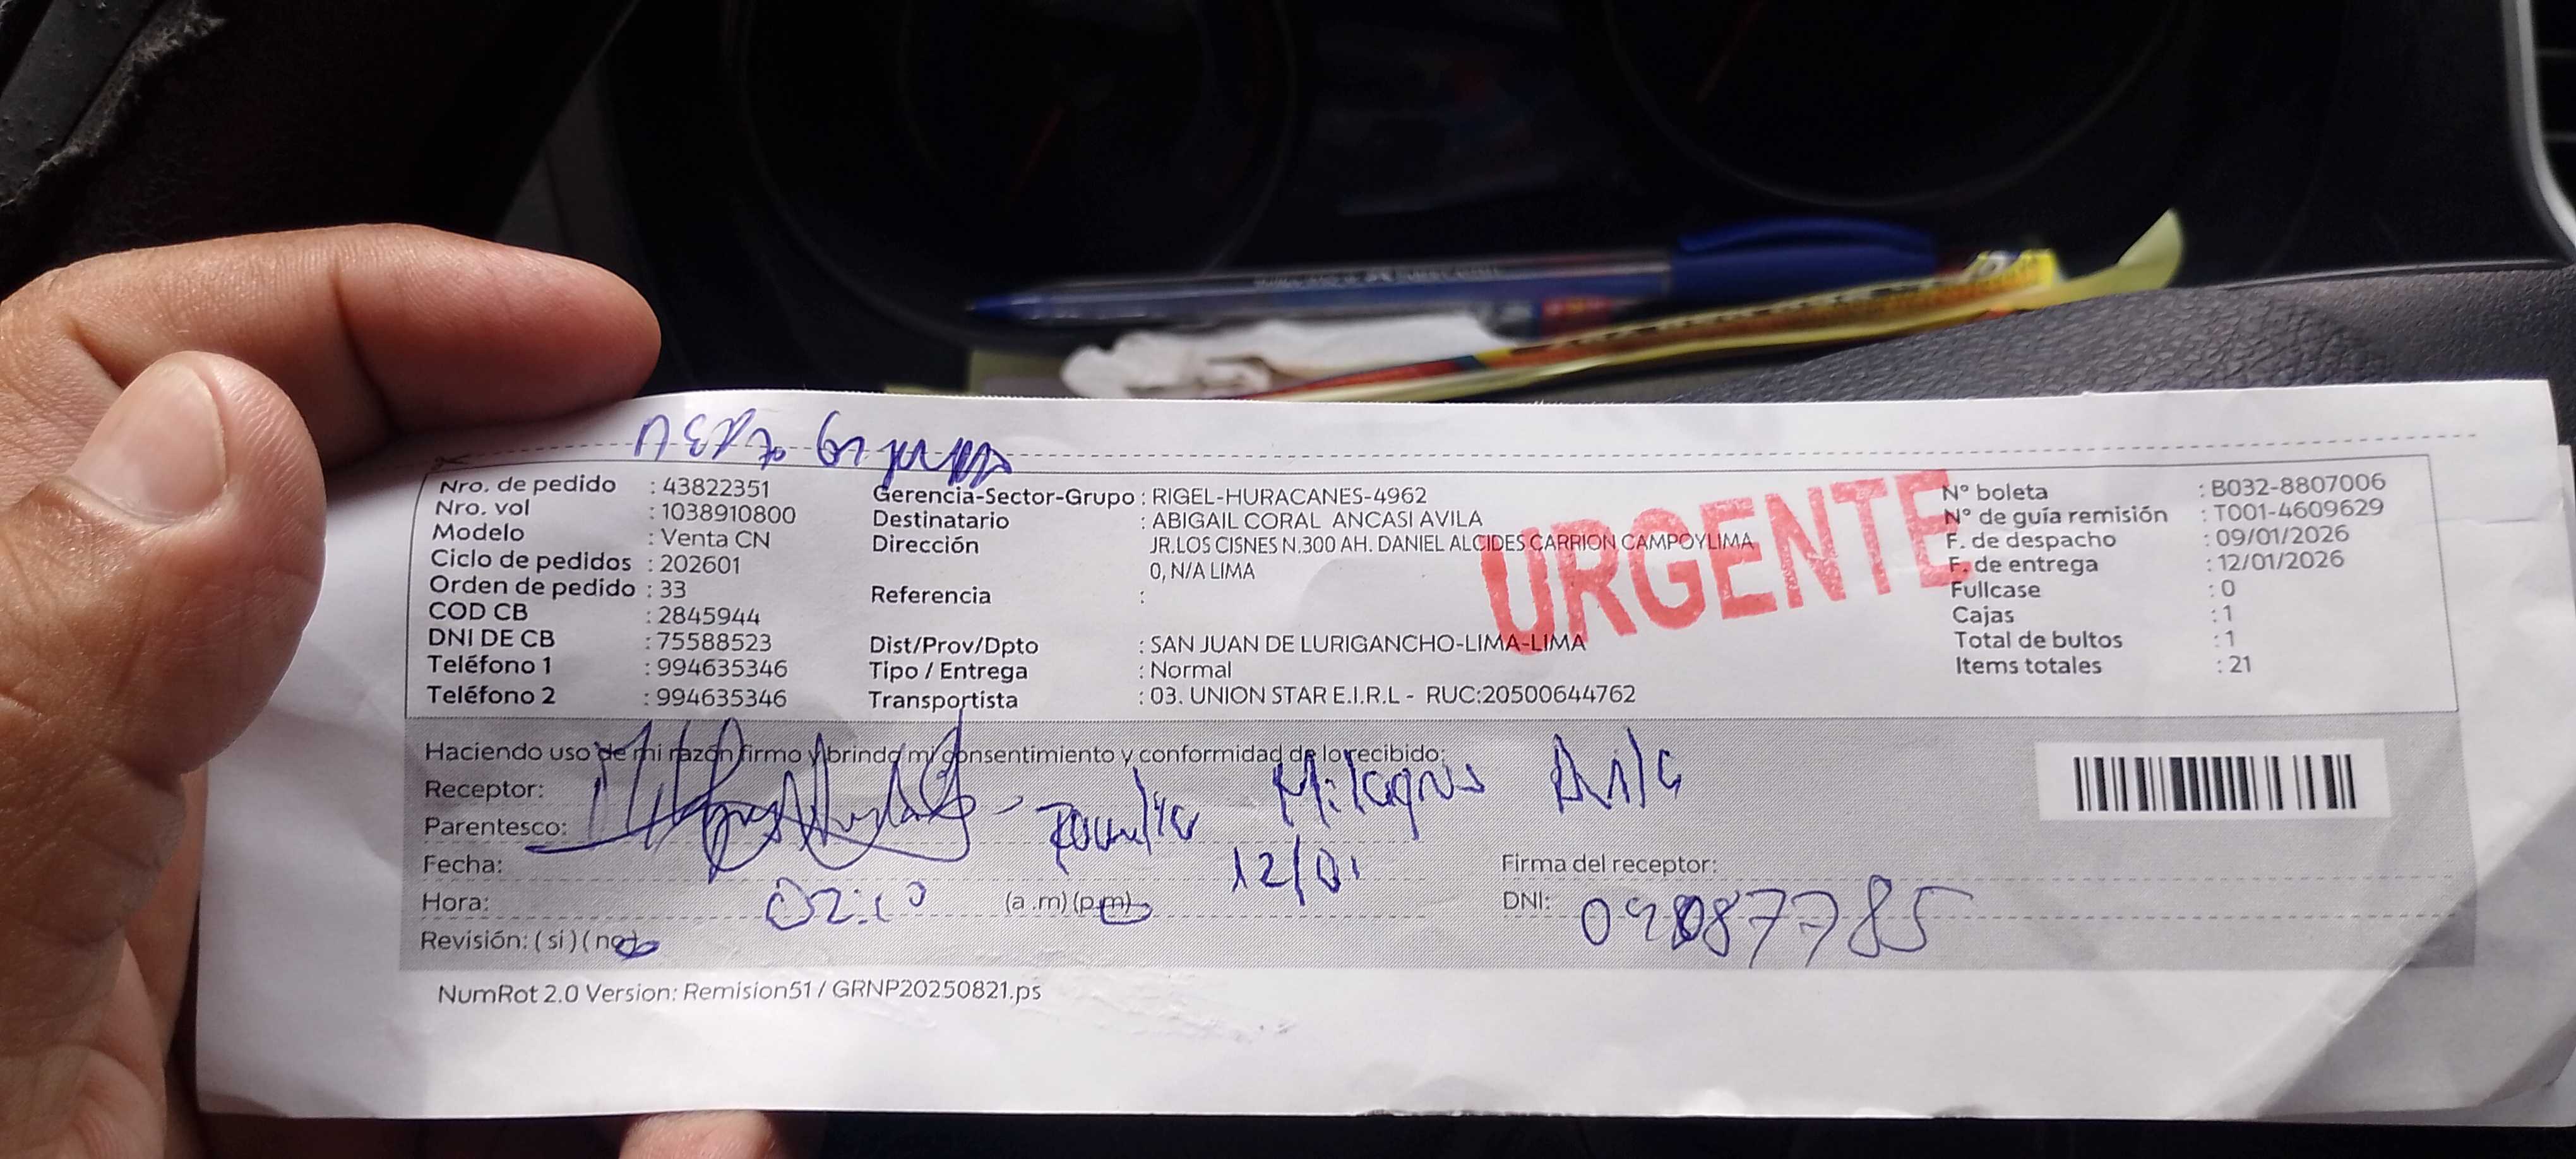 Nro. de pedido : 43822351
Nro. vol : 1038910800
Modelo : Venta CN
Ciclo de pedidos : 202601
Orden de pedido : 33
COD CB : 2845944
DNI DE CB : 75588523
Teléfono 1 : 994635346
Teléfono 2 : 994635346
Gerencia-Sector-Grupo : RIGEL-HURACANES-4962
Destinatario : ABIGAIL CORAL ANCASI AVILA
Dirección JR.LOS CISNES N.300 AH. DANIEL ALCIDES CARRION CAMPOYLIMA
0, N/A LIMA
Referencia :
Dist/Prov/Dpto : SAN JUAN DE LURIGANCHO-LIMA-LIMA
Tipo / Entrega : Normal
Transportista : 03. UNION STAR E.I.R.L - RUC:20500644762
URGENTE
N° boleta : B032-8807006
N° de guía remisión : T001-4609629
F. de despacho : 09/01/2026
F. de entrega : 12/01/2026
Fullcase : 0
Cajas : 1
Total de bultos : 1
Items totales : 21
Haciendo uso de mi razón firmo y brindo mi consentimiento y conformidad de lo recibido:
Receptor: Milagros Avila
Parentesco:
Fecha: 12/01
Firma del receptor:
Hora: 02:10 (a .m) (p.m)
DNI:
Revisión: ( si ) ( no )
NumRot 2.0 Version: Remision51 / GRNP20250821.ps